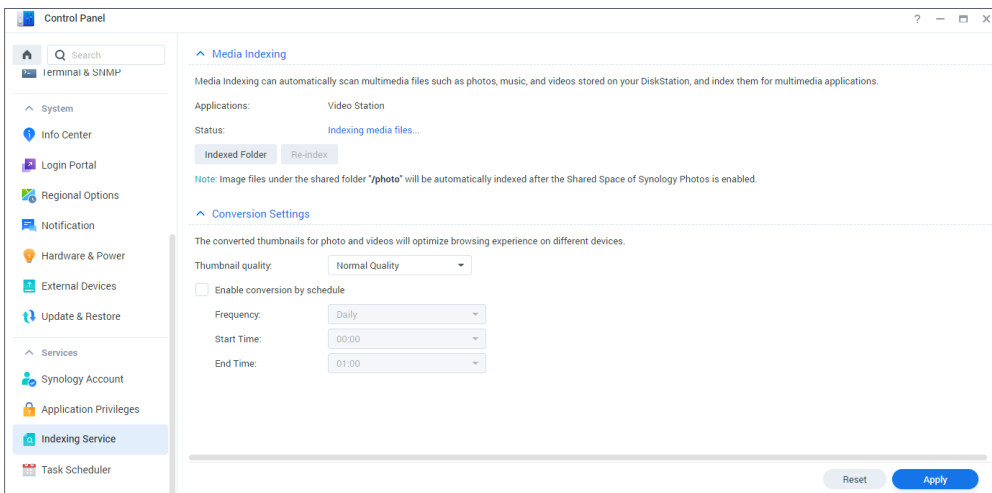 Control Panel
Search
Terminal & SNMP
System
Info Center
Login Portal
Regional Options
Notification
Hardware & Power
External Devices
Update & Restore
Services
Synology Account
Application Privileges
Indexing Service
Task Scheduler
Media Indexing
Media Indexing can automatically scan multimedia files such as photos, music, and videos stored on your DiskStation, and index them for multimedia applications.
Applications: Video Station
Status: Indexing media files...
Indexed Folder Re-index
Note: Image files under the shared folder "/photo" will be automatically indexed after the Shared Space of Synology Photos is enabled.
Conversion Settings
The converted thumbnails for photo and videos will optimize browsing experience on different devices.
Thumbnail quality: Normal Quality
Enable conversion by schedule
Frequency: Daily
Start Time: 00:00
End Time: 01:00
Reset Apply